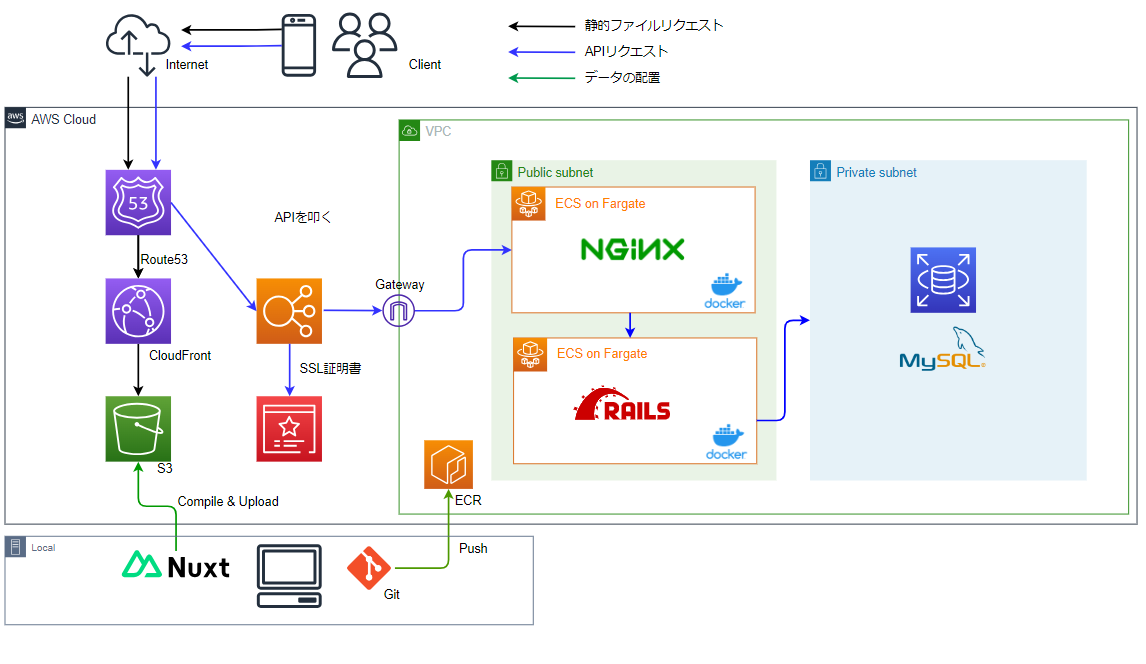 静的ファイルリクエスト
APIリクエスト
データの配置
Internet
Client
aws
AWS Cloud
VPC
Public subnet
Private subnet
53
ECS on Fargate
APIを叩く
NGiNX
Route53
Gateway
docker
CloudFront
ECS on Fargate
MySQL
SSL証明書
RAILS
docker
S3
Compile & Upload
ECR
Local
Push
Nuxt
Git